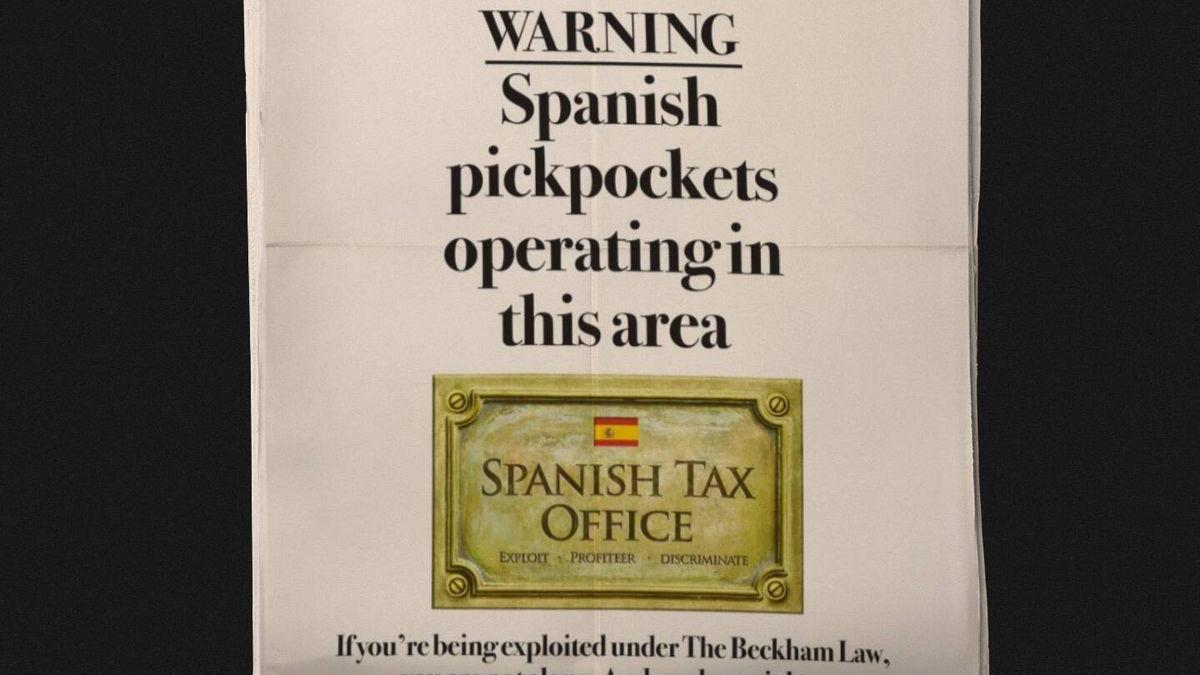 WARNING
Spanish
pickpockets
operating in
this area
SPANISH TAX
OFFICE
EXPLOIT · PROFITEER · DISCRIMINATE
If you're being exploited under The Beckham Law,